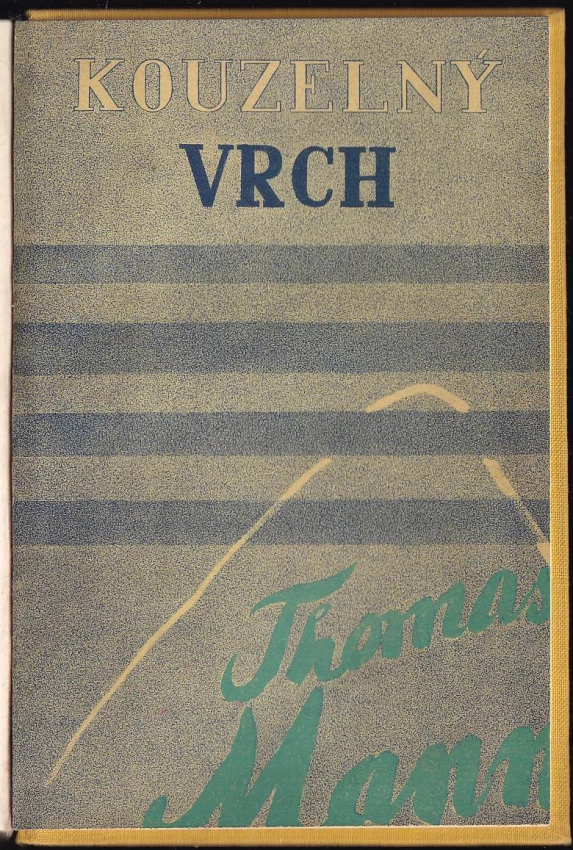 KOUZELNÝ
VRCH
Thomas
Mann